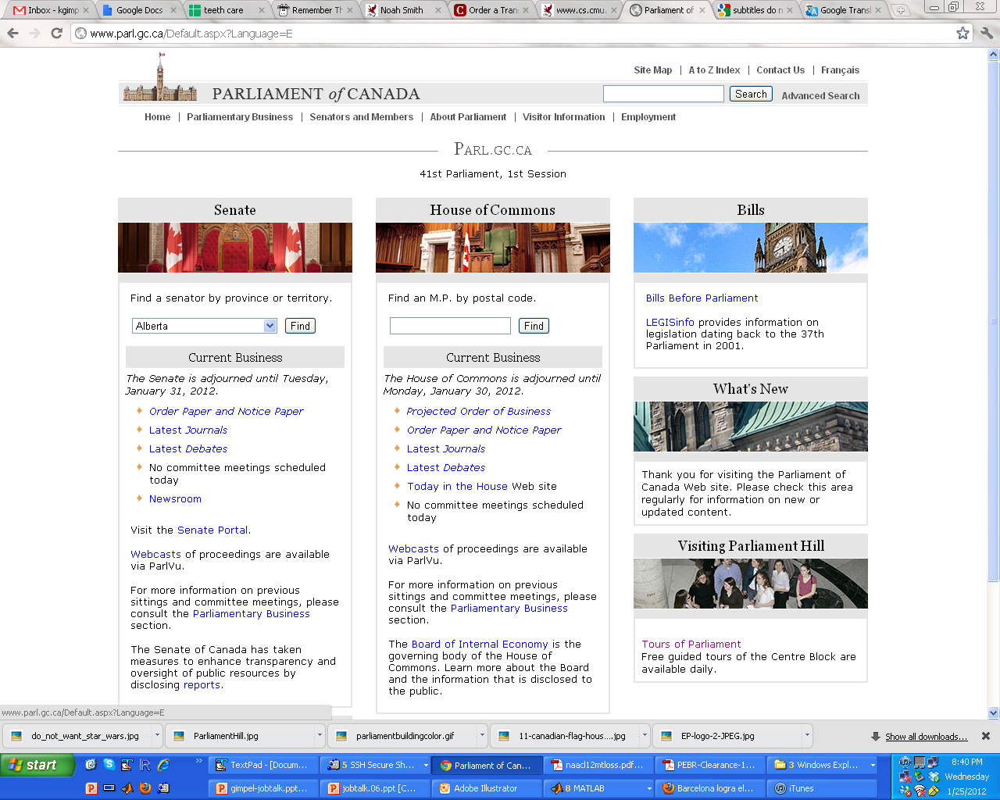 Inbox - kgimp
Google Docs
teeth care
Remember Th
Noah Smith
Order a Tran
www.cs.cmu.
Parliament of
subtitles do n
Google Transl
www.parl.gc.ca/Default.aspx?Language=E
Site Map | A to Z Index | Contact Us | Français
PARLIAMENT of CANADA
Search
Advanced Search
Home | Parliamentary Business | Senators and Members | About Parliament | Visitor Information | Employment
PARL.GC.CA
41st Parliament, 1st Session
Senate
Find a senator by province or territory.
Alberta
Find
Current Business
The Senate is adjourned until Tuesday,
January 31, 2012.
Order Paper and Notice Paper
Latest Journals
Latest Debates
No committee meetings scheduled
today
Newsroom
Visit the Senate Portal.
Webcasts of proceedings are available
via ParlVu.
For more information on previous
sittings and committee meetings, please
consult the Parliamentary Business
section.
The Senate of Canada has taken
measures to enhance transparency and
oversight of public resources by
disclosing reports.
House of Commons
Find an M.P. by postal code.
Find
Current Business
The House of Commons is adjourned until
Monday, January 30, 2012.
Projected Order of Business
Order Paper and Notice Paper
Latest Journals
Latest Debates
Today in the House Web site
No committee meetings scheduled
today
Webcasts of proceedings are available
via ParlVu.
For more information on previous
sittings and committee meetings, please
consult the Parliamentary Business
section.
The Board of Internal Economy is the
governing body of the House of
Commons. Learn more about the Board
and the information that is disclosed to
the public.
Bills
Bills Before Parliament
LEGISinfo provides information on
legislation dating back to the 37th
Parliament in 2001.
What's New
Thank you for visiting the Parliament of
Canada Web site. Please check this area
regularly for information on new or
updated content.
Visiting Parliament Hill
Tours of Parliament
Free guided tours of the Centre Block are
available daily.
www.parl.gc.ca/Default.aspx?Language=E
do_not_want_star_wars.jpg
ParliamentHill.jpg
parliamentbuildingcolor.gif
11-canadian-flag-hous....jpg
EP-logo-2-JPEG.jpg
Show all downloads...
start
TextPad - [Docum...
5 SSH Secure Sh...
Parliament of Can...
naacl12mtloss.pdf...
PEBR-Clearance-1...
3 Windows Expl...
8:40 PM
gimpel-jobtalk.ppt...
jobtalk.06.ppt [C...
Adobe Illustrator
8 MATLAB
Barcelona logra el...
iTunes
Wednesday
1/25/2012